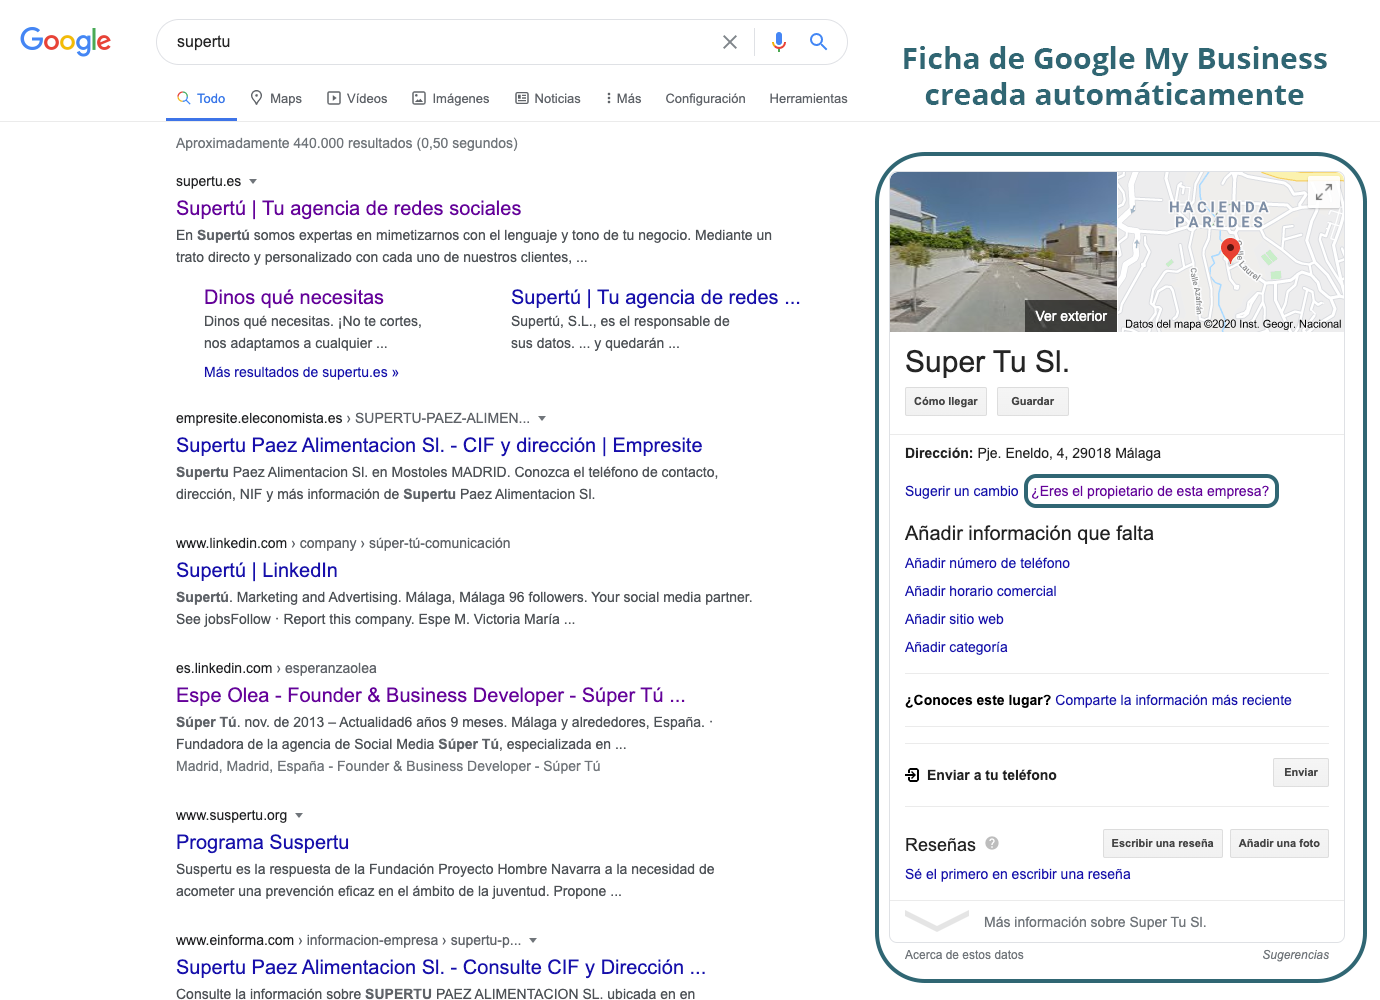 Google
supertu
Todo
Maps
Vídeos
Imágenes
Noticias
Más
Configuración
Herramientas
Aproximadamente 440.000 resultados (0,50 segundos)
supertu.es
Supertú | Tu agencia de redes sociales
En Supertú somos expertas en mimetizarnos con el lenguaje y tono de tu negocio. Mediante un
trato directo y personalizado con cada uno de nuestros clientes, ...
Dinos qué necesitas
Dinos qué necesitas. ¡No te cortes,
nos adaptamos a cualquier ...
Supertú | Tu agencia de redes ...
Supertú, S.L., es el responsable de
sus datos. ... y quedarán ...
Más resultados de supertu.es »
empresite.eleconomista.es › SUPERTU-PAEZ-ALIMEN...
Supertu Paez Alimentacion Sl. - CIF y dirección | Empresite
Supertu Paez Alimentacion Sl. en Mostoles MADRID. Conozca el teléfono de contacto,
dirección, NIF y más información de Supertu Paez Alimentacion Sl.
www.linkedin.com › company › súper-tú-comunicación
Supertú | LinkedIn
Supertú. Marketing and Advertising. Málaga, Málaga 96 followers. Your social media partner.
See jobsFollow · Report this company. Espe M. Victoria María ...
es.linkedin.com › esperanzaolea
Espe Olea - Founder & Business Developer - Súper Tú ...
Súper Tú. nov. de 2013 – Actualidad6 años 9 meses. Málaga y alrededores, España. ·
Fundadora de la agencia de Social Media Súper Tú, especializada en ...
Madrid, Madrid, España - Founder & Business Developer - Súper Tú
www.suspertu.org
Programa Suspertu
Suspertu es la respuesta de la Fundación Proyecto Hombre Navarra a la necesidad de
acometer una prevención eficaz en el ámbito de la juventud. Propone ...
www.einforma.com › informacion-empresa › supertu-p...
Supertu Paez Alimentacion Sl. - Consulte CIF y Dirección ...
Consulte la información sobre SUPERTU PAEZ ALIMENTACION SL. ubicada en en
Ficha de Google My Business
creada automáticamente
Ver exterior
HACIENDA
PAREDES
Calle Laurel
Calle Azafrán
Datos del mapa ©2020 Inst. Geogr. Nacional
Super Tu Sl.
Cómo llegar
Guardar
Dirección: Pje. Eneldo, 4, 29018 Málaga
Sugerir un cambio ¿Eres el propietario de esta empresa?
Añadir información que falta
Añadir número de teléfono
Añadir horario comercial
Añadir sitio web
Añadir categoría
¿Conoces este lugar? Comparte la información más reciente
Enviar a tu teléfono
Enviar
Reseñas ?
Escribir una reseña
Añadir una foto
Sé el primero en escribir una reseña
Más información sobre Super Tu Sl.
Acerca de estos datos
Sugerencias